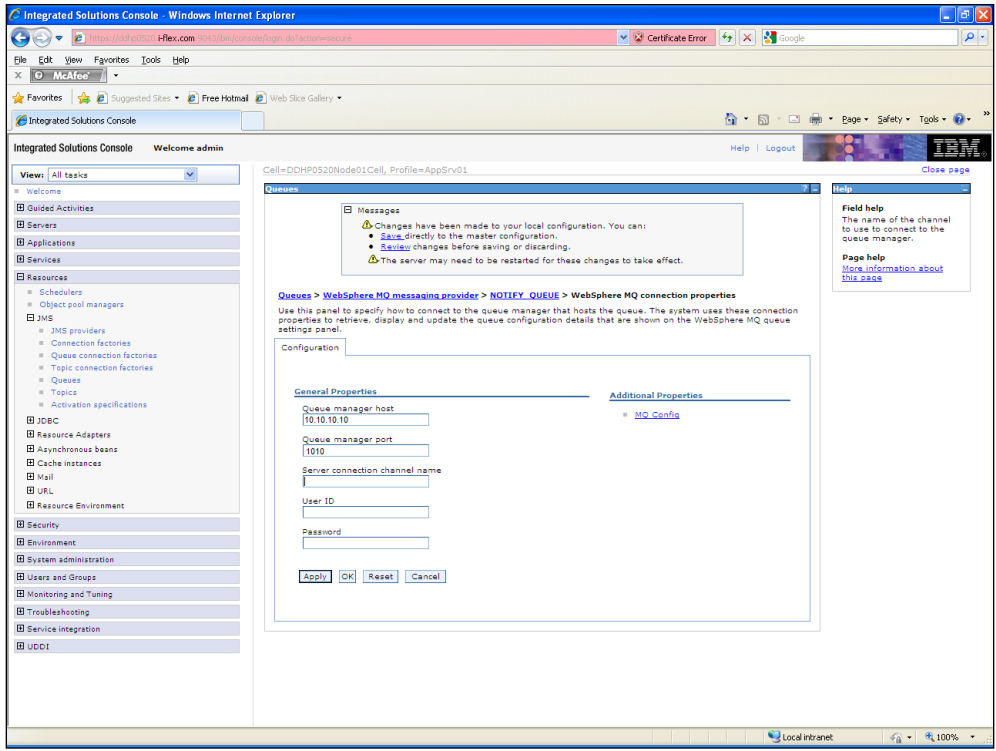 Integrated Solutions Console - Windows Internet Explorer
https://ddhp0520.i-flex.com:9043/ibm/console/login.do?action=secure
Certificate Error
Google
File Edit View Favorites Tools Help
X McAfee
Favorites Suggested Sites Free Hotmail Web Slice Gallery
Integrated Solutions Console
Page Safety Tools
Integrated Solutions Console Welcome admin
Help | Logout
IBM.
View: All tasks
Welcome
Guided Activities
Servers
Applications
Services
Resources
Schedulers
Object pool managers
JMS
JMS providers
Connection factories
Queue connection factories
Topic connection factories
Queues
Topics
Activation specifications
JDBC
Resource Adapters
Asynchronous beans
Cache instances
Mail
URL
Resource Environment
Security
Environment
System administration
Users and Groups
Monitoring and Tuning
Troubleshooting
Service integration
UDDI
Cell=DDHP0520Node01Cell, Profile=AppSrv01
Close page
Queues
? _
Messages
Changes have been made to your local configuration. You can:
Save directly to the master configuration.
Review changes before saving or discarding.
The server may need to be restarted for these changes to take effect.
Queues > WebSphere MQ messaging provider > NOTIFY_QUEUE > WebSphere MQ connection properties
Use this panel to specify how to connect to the queue manager that hosts the queue. The system uses these connection
properties to retrieve, display and update the queue configuration details that are shown on the WebSphere MQ queue
settings panel.
Configuration
General Properties
Queue manager host
10.10.10.10
Queue manager port
1010
Server connection channel name
User ID
Password
Apply OK Reset Cancel
Additional Properties
MQ Config
Help
Field help
The name of the channel
to use to connect to the
queue manager.
Page help
More information about
this page
Local intranet
100%